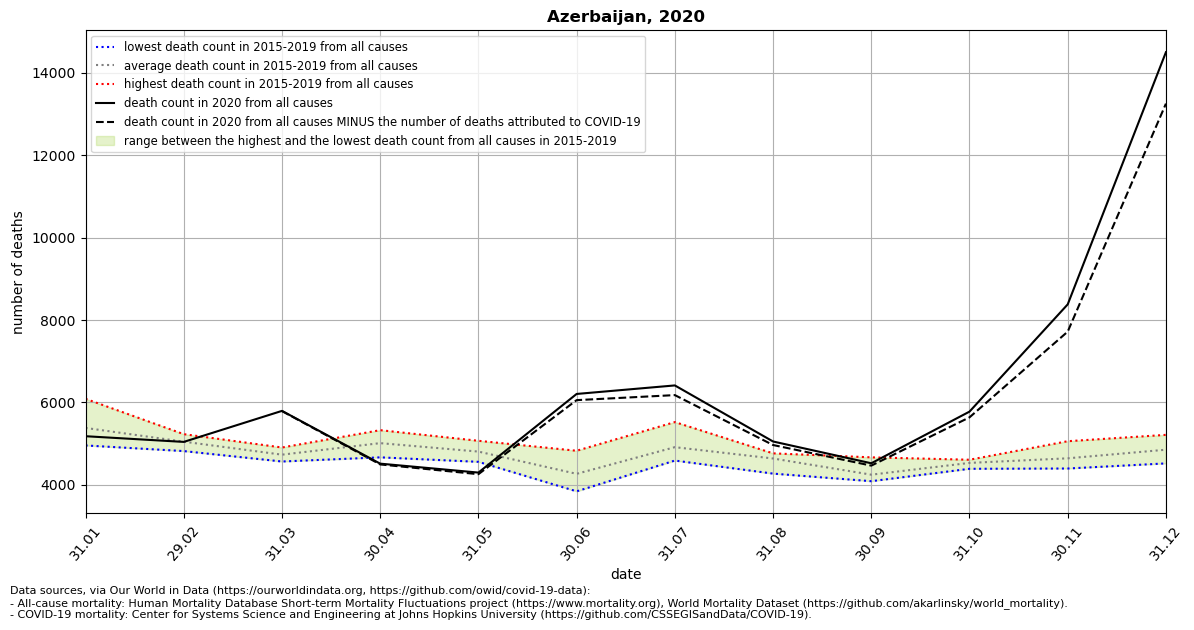 Azerbaijan, 2020
lowest death count in 2015-2019 from all causes
average death count in 2015-2019 from all causes
highest death count in 2015-2019 from all causes
death count in 2020 from all causes
death count in 2020 from all causes MINUS the number of deaths attributed to COVID-19
range between the highest and the lowest death count from all causes in 2015-2019
number of deaths
14000
12000
10000
8000
6000
4000
31.01
29.02
31.03
30.04
31.05
30.06
31.07
31.08
30.09
31.10
30.11
31.12
date
Data sources, via Our World in Data (https://ourworldindata.org, https://github.com/owid/covid-19-data):
- All-cause mortality: Human Mortality Database Short-term Mortality Fluctuations project (https://www.mortality.org), World Mortality Dataset (https://github.com/akarlinsky/world_mortality).
- COVID-19 mortality: Center for Systems Science and Engineering at Johns Hopkins University (https://github.com/CSSEGISandData/COVID-19).